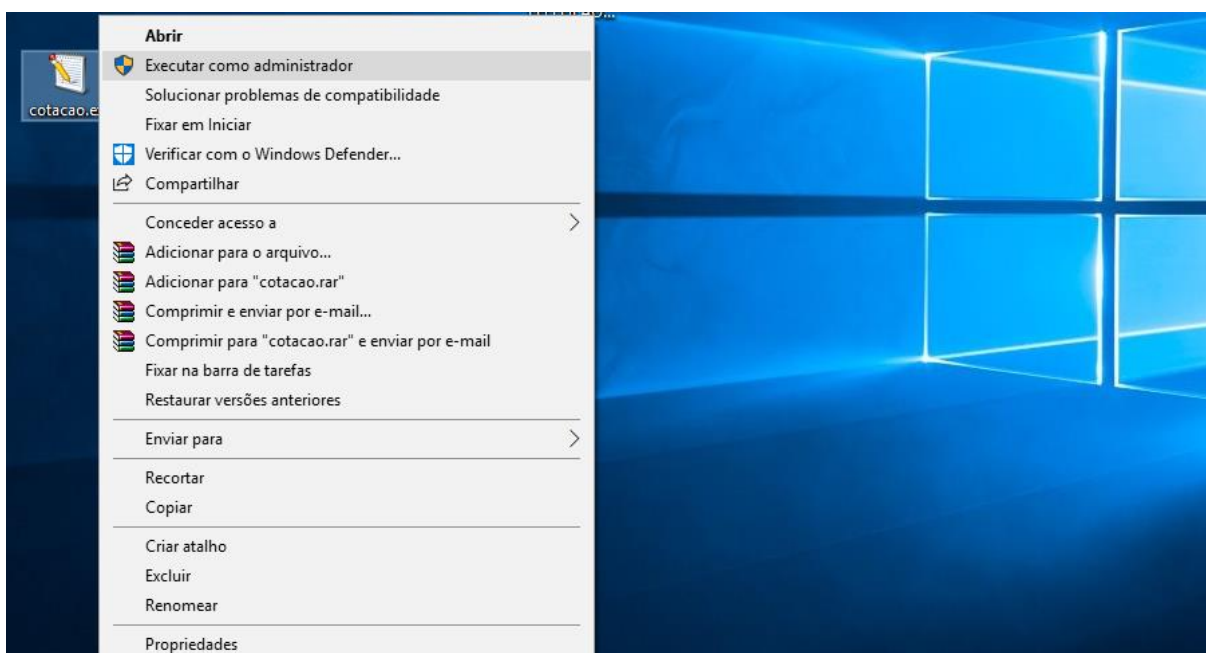 Abrir
cotacao.e
Executar como administrador
Solucionar problemas de compatibilidade
Fixar em Iniciar
Verificar com o Windows Defender...
Compartilhar
Conceder acesso a
Adicionar para o arquivo...
Adicionar para "cotacao.rar"
Comprimir e enviar por e-mail...
Comprimir para "cotacao.rar" e enviar por e-mail
Fixar na barra de tarefas
Restaurar versões anteriores
Enviar para
Recortar
Copiar
Criar atalho
Excluir
Renomear
Propriedades